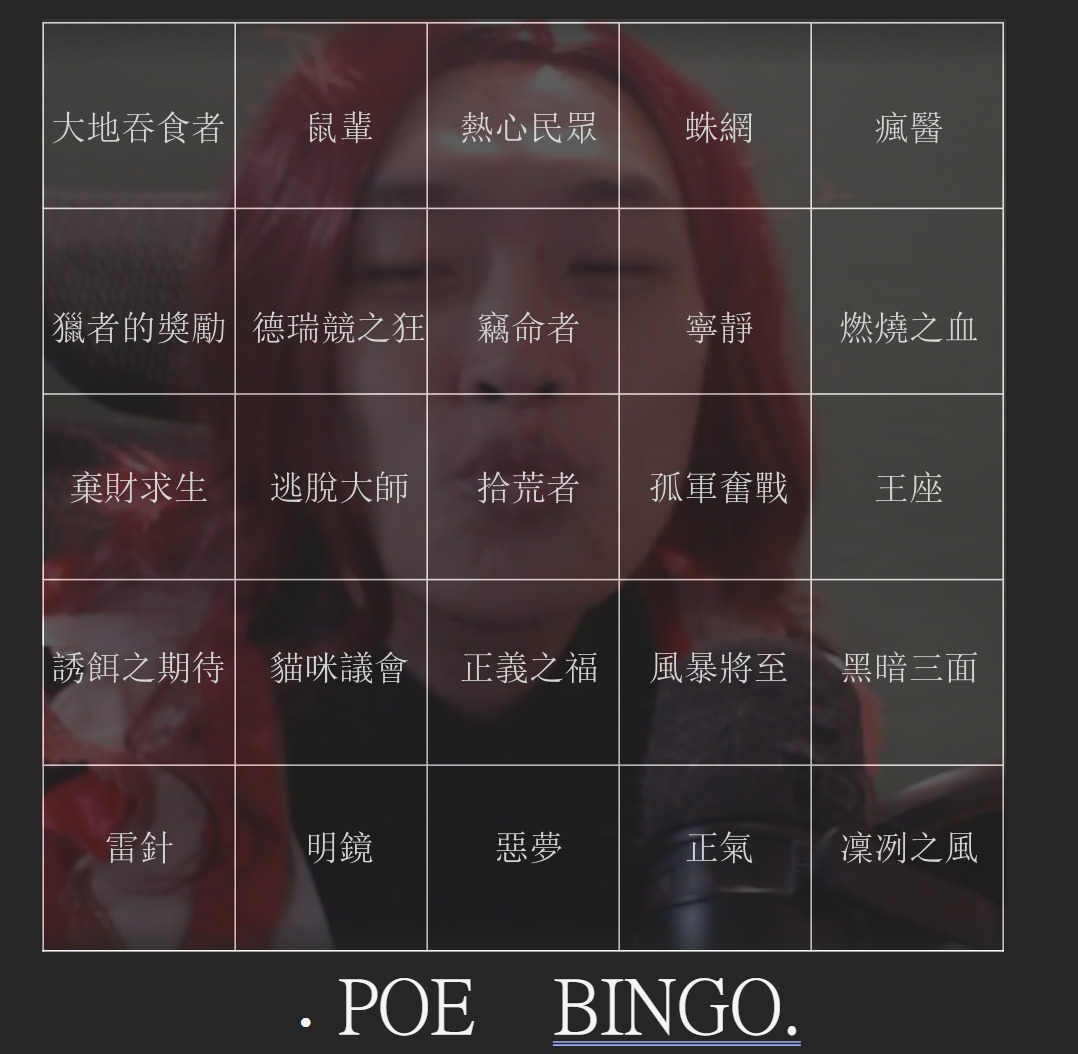 大地吞食者 鼠輩 熱心民眾 蛛網 瘋醫
獵者的獎勵 德瑞競之狂 竊命者 寧靜 燃燒之血
棄財求生 逃脫大師 拾荒者 孤軍奮戰 王座
誘餌之期待 貓咪議會 正義之福 風暴將至 黑暗三面
雷針 明鏡 惡夢 正氣 凜冽之風
. POE BINGO.